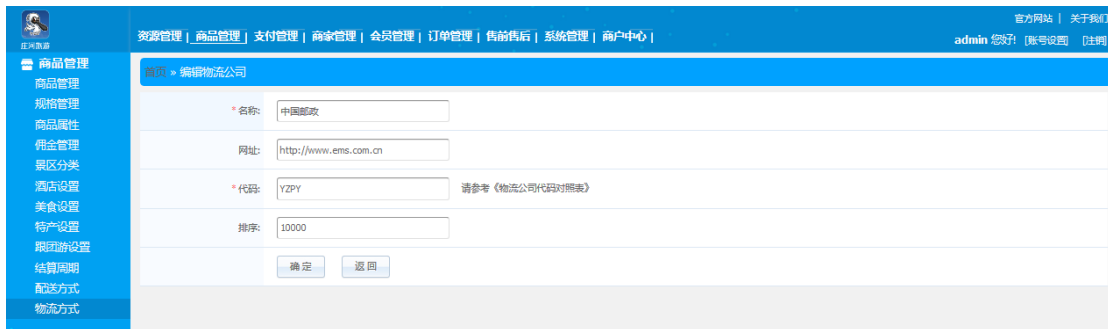 官方网站 | 关于我们
庄河旅游
资源管理 | 商品管理 | 支付管理 | 商家管理 | 会员管理 | 订单管理 | 售前售后 | 系统管理 | 商户中心 |
admin 您好! [账号设置] [注销]
商品管理
商品管理
规格管理
商品属性
佣金管理
景区分类
酒店设置
美食设置
特产设置
跟团游设置
结算周期
配送方式
物流方式
首页 » 编辑物流公司
*名称: 中国邮政
网址: http://www.ems.com.cn
*代码: YZPY 请参考《物流公司代码对照表》
排序: 10000
确 定 返 回